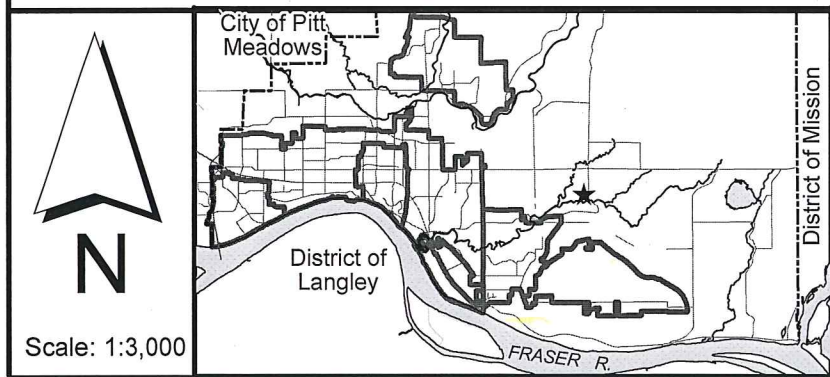 N
Scale: 1:3,000
City of Pitt
Meadows
District of
Langley
FRASER R.
District of Mission